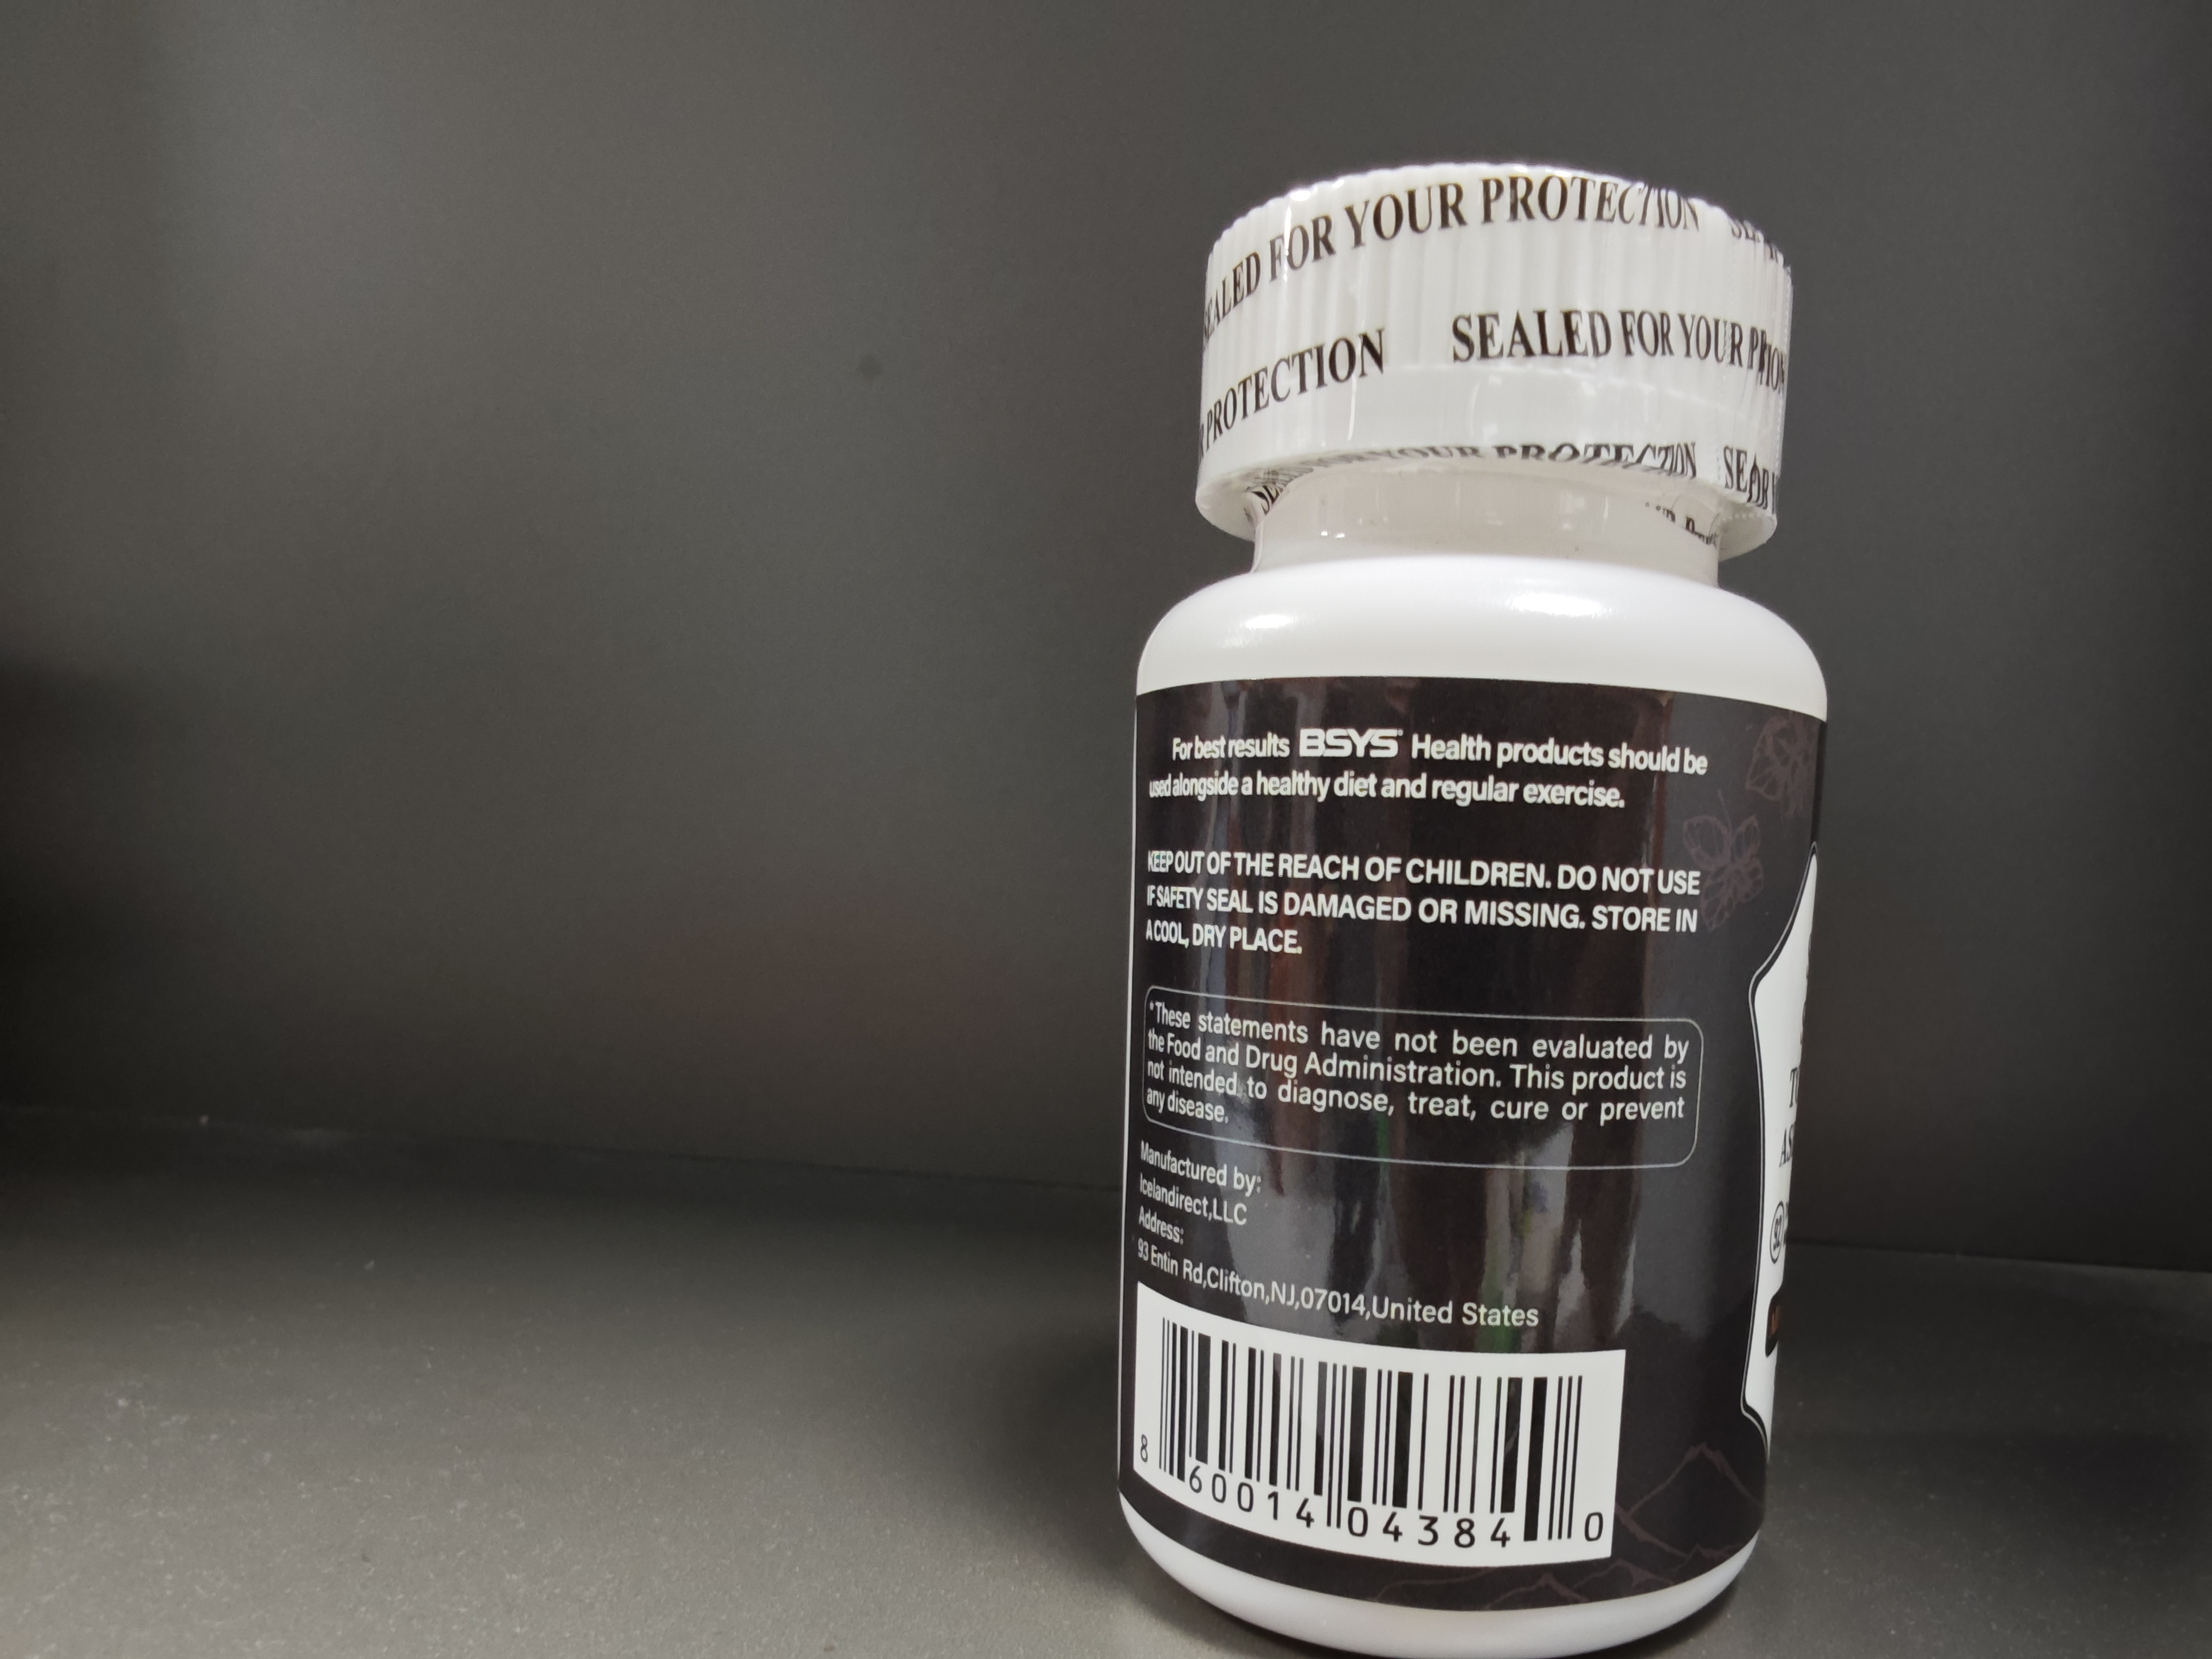 SEALED FOR YOUR PROTECTION
PROTECTION SEALED FOR YOUR
YOUR PROTECTION
For best results BSYS Health products should be
used alongside a healthy diet and regular exercise.
KEEP OUT OF THE REACH OF CHILDREN. DO NOT USE
IF SAFETY SEAL IS DAMAGED OR MISSING. STORE IN
A COOL, DRY PLACE.
*These statements have not been evaluated by
the Food and Drug Administration. This product is
not intended to diagnose, treat, cure or prevent
any disease.
Manufactured by:
Icelandirect,LLC
Address:
93 Entin Rd,Clifton,NJ,07014,United States
8 60014 04384 0